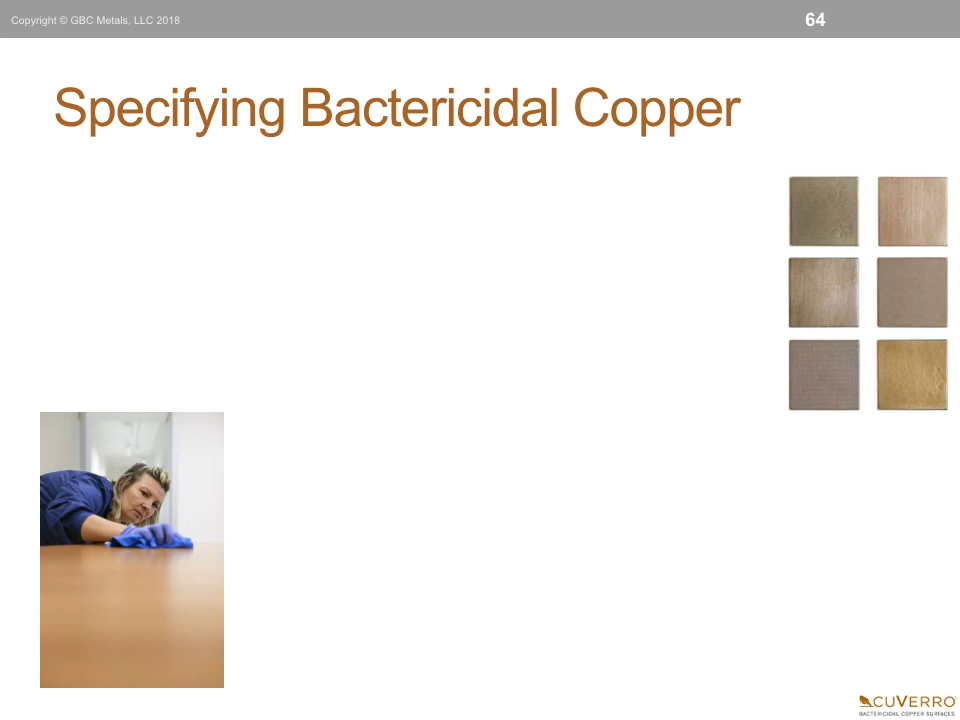 Copyright © GBC Metals, LLC 2018
64
Specifying Bactericidal Copper
CUVERRO
BACTERICIDAL COPPER SURFACES